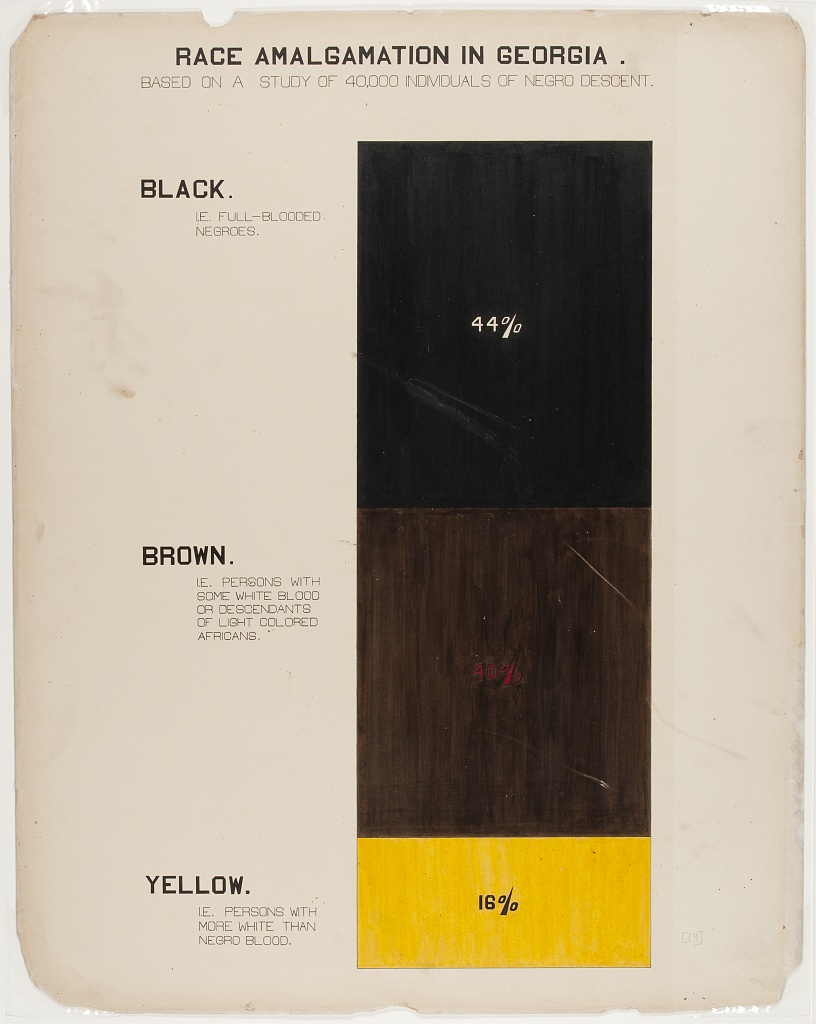 RACE AMALGAMATION IN GEORGIA .
BASED ON A STUDY OF 40,000 INDIVIDUALS OF NEGRO DESCENT.
BLACK.
I.E. FULL-BLOODED
NEGROES.
44%
BROWN.
I.E. PERSONS WITH
SOME WHITE BLOOD
OR DESCENDANTS
OF LIGHT COLORED
AFRICANS.
40%
YELLOW.
I.E. PERSONS WITH
MORE WHITE THAN
NEGRO BLOOD.
16%
[13]